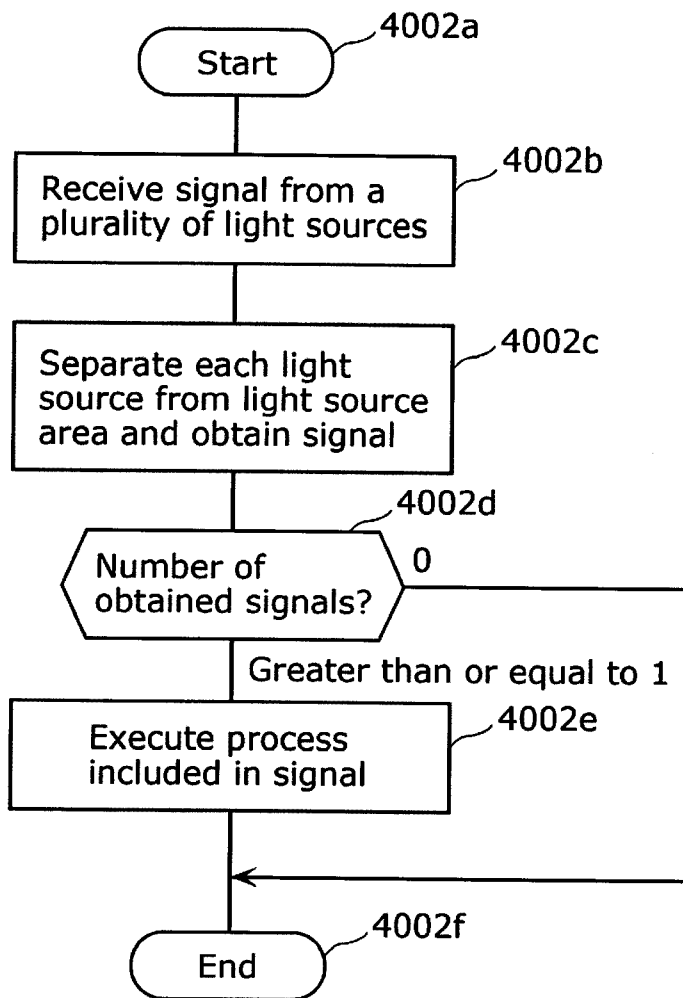 4002a
Start
4002b
Receive signal from a
plurality of light sources
4002c
Separate each light
source from light source
area and obtain signal
4002d
Number of
obtained signals?
0
Greater than or equal to 1
4002e
Execute process
included in signal
4002f
End